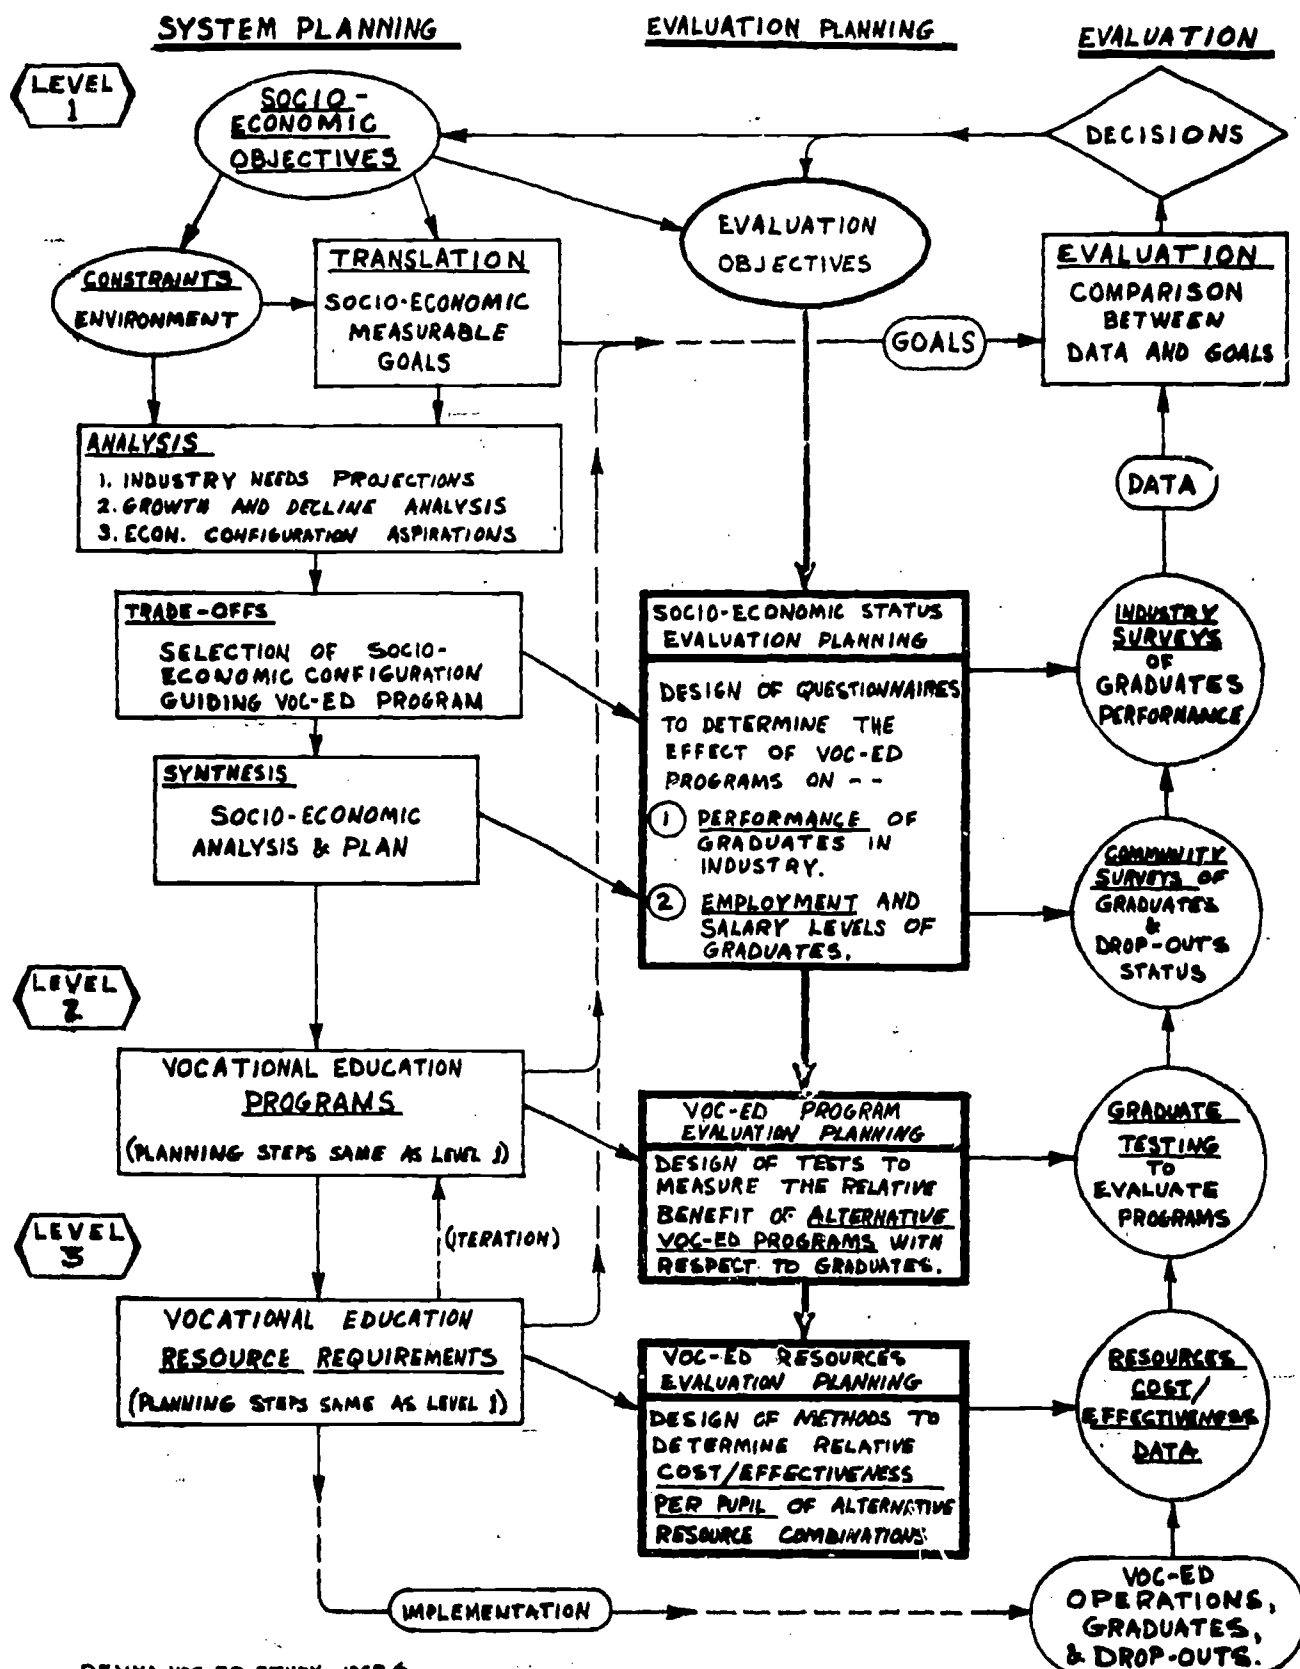 SYSTEM PLANNING
EVALUATION PLANNING
EVALUATION
LEVEL
1
SOCIO-
ECONOMIC
OBJECTIVES
DECISIONS
EVALUATION
OBJECTIVES
CONSTRAINTS
ENVIRONMENT
TRANSLATION
SOCIO-ECONOMIC
MEASURABLE
GOALS
GOALS
EVALUATION
COMPARISON
BETWEEN
DATA AND GOALS
ANALYSIS
1. INDUSTRY NEEDS PROJECTIONS
2. GROWTH AND DECLINE ANALYSIS
3. ECON. CONFIGURATION ASPIRATIONS
DATA
TRADE-OFFS
SELECTION OF SOCIO-
ECONOMIC CONFIGURATION
GUIDING VOC-ED PROGRAM
SYNTHESIS
SOCIO-ECONOMIC
ANALYSIS & PLAN
SOCIO-ECONOMIC STATUS
EVALUATION PLANNING
DESIGN OF QUESTIONNAIRES
TO DETERMINE THE
EFFECT OF VOC-ED
PROGRAMS ON --
1 PERFORMANCE OF
GRADUATES IN
INDUSTRY.
2 EMPLOYMENT AND
SALARY LEVELS OF
GRADUATES.
INDUSTRY
SURVEYS
OF
GRADUATES
PERFORMANCE
COMMUNITY
SURVEYS OF
GRADUATES
&
DROP-OUTS
STATUS
LEVEL
2
VOCATIONAL EDUCATION
PROGRAMS
(PLANNING STEPS SAME AS LEVEL 1)
VOC-ED PROGRAM
EVALUATION PLANNING
DESIGN OF TESTS TO
MEASURE THE RELATIVE
BENEFIT OF ALTERNATIVE
VOC-ED PROGRAMS WITH
RESPECT TO GRADUATES.
GRADUATE
TESTING
TO
EVALUATE
PROGRAMS
LEVEL
3
(ITERATION)
VOCATIONAL EDUCATION
RESOURCE REQUIREMENTS
(PLANNING STEPS SAME AS LEVEL 1)
VOC-ED RESOURCES
EVALUATION PLANNING
DESIGN OF METHODS TO
DETERMINE RELATIVE
COST/EFFECTIVENESS
PER PUPIL OF ALTERNATIVE
RESOURCE COMBINATIONS.
RESOURCES
COST/
EFFECTIVENESS
DATA
IMPLEMENTATION
VOC-ED
OPERATIONS,
GRADUATES,
& DROP-OUTS.